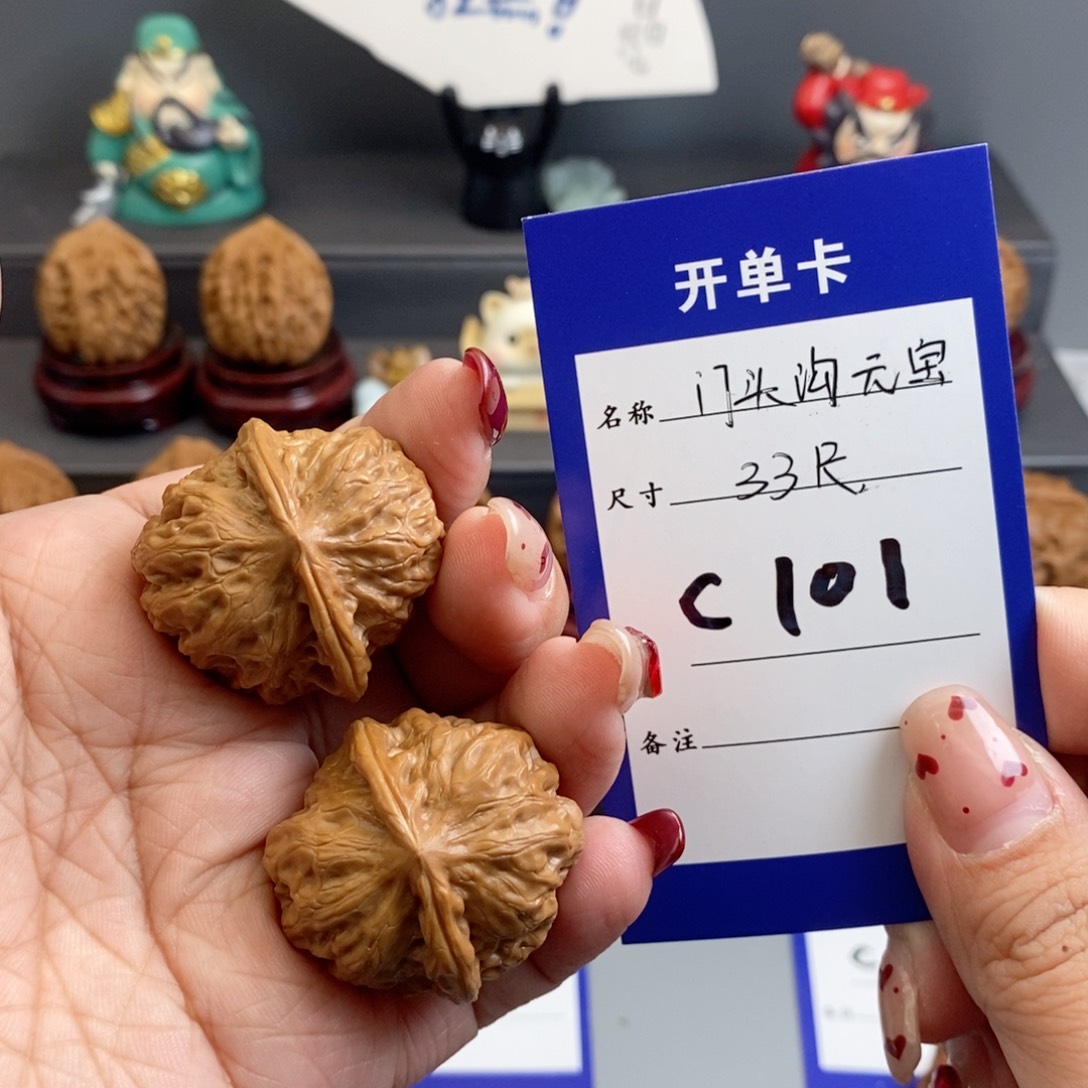 开单卡
名称 门头沟元宝
尺寸 33尺
C101
备注
C